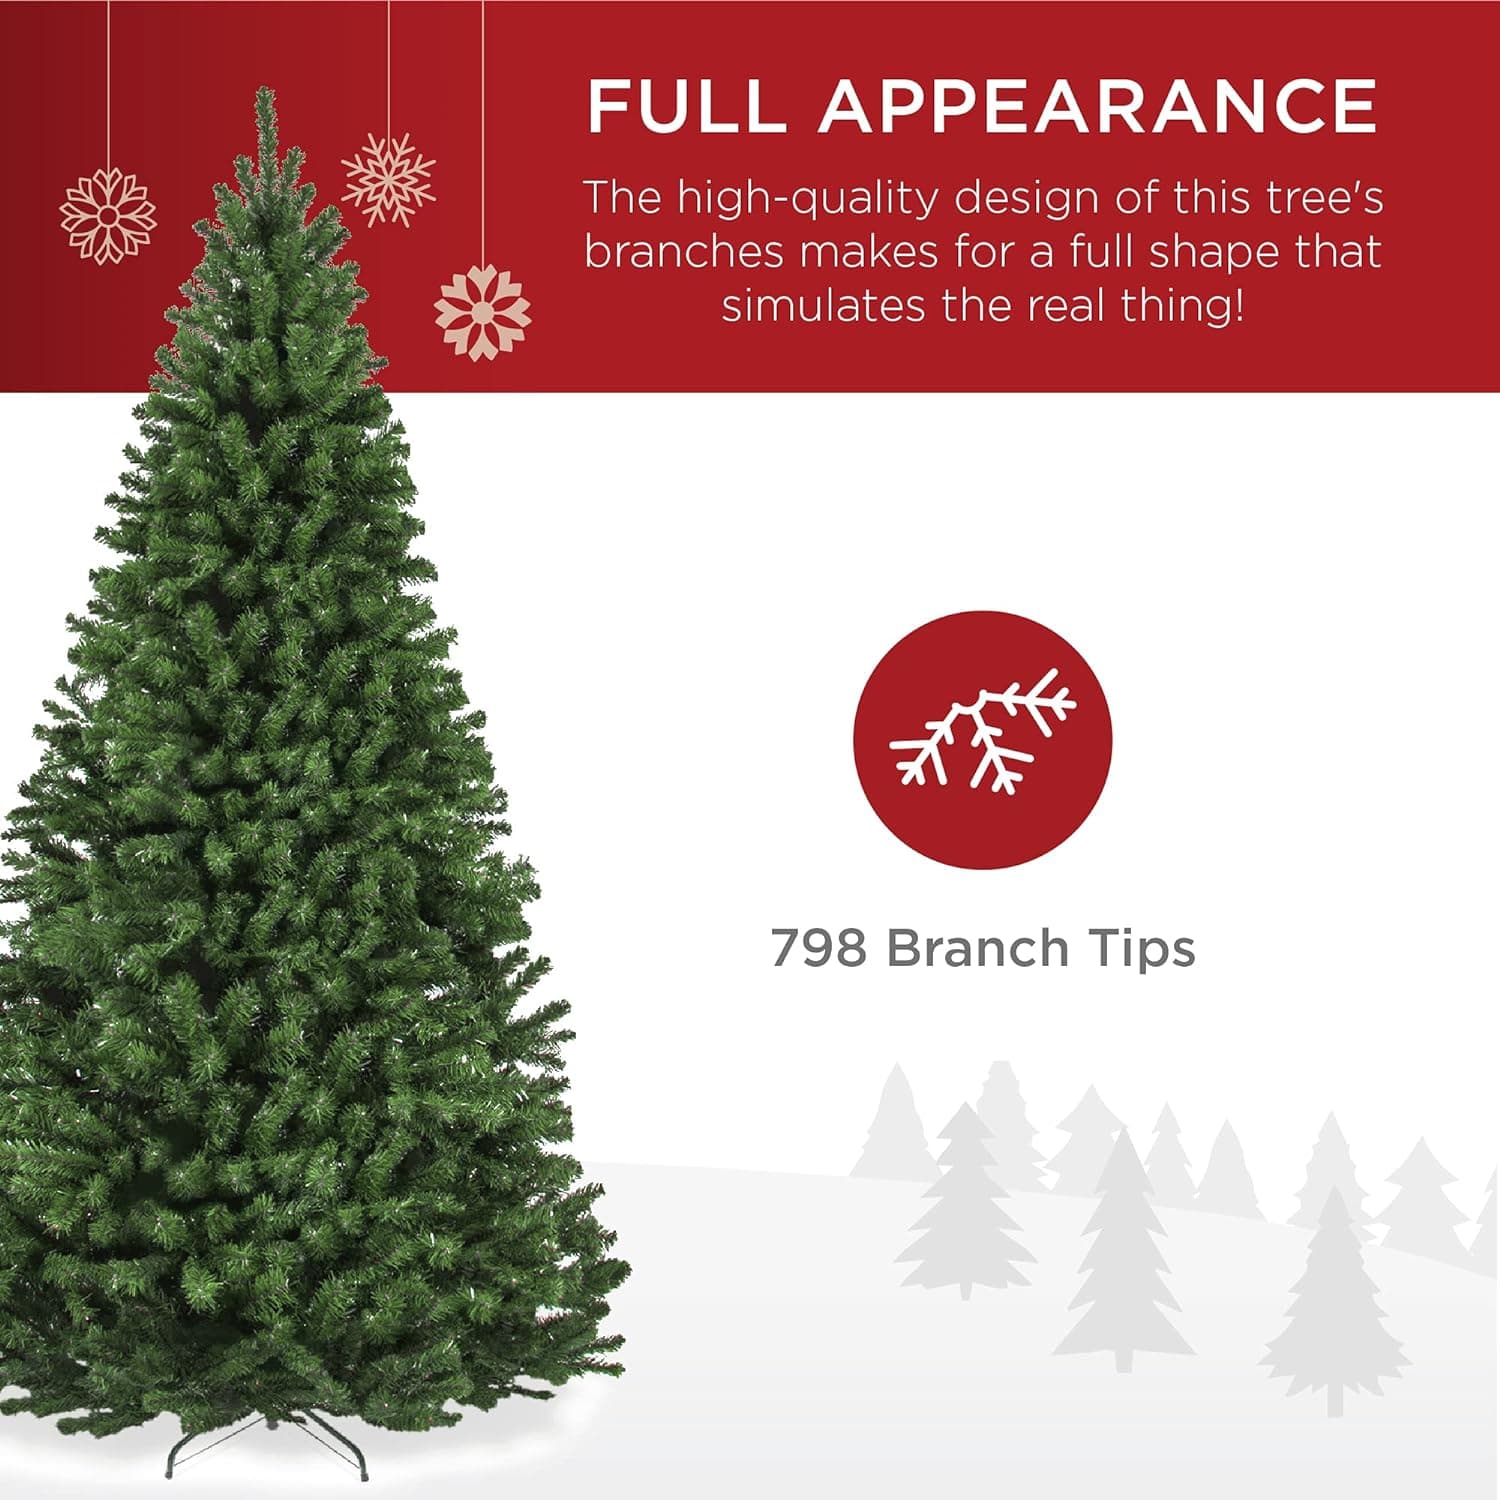 FULL APPEARANCE
The high-quality design of this tree's
branches makes for a full shape that
simulates the real thing!
798 Branch Tips